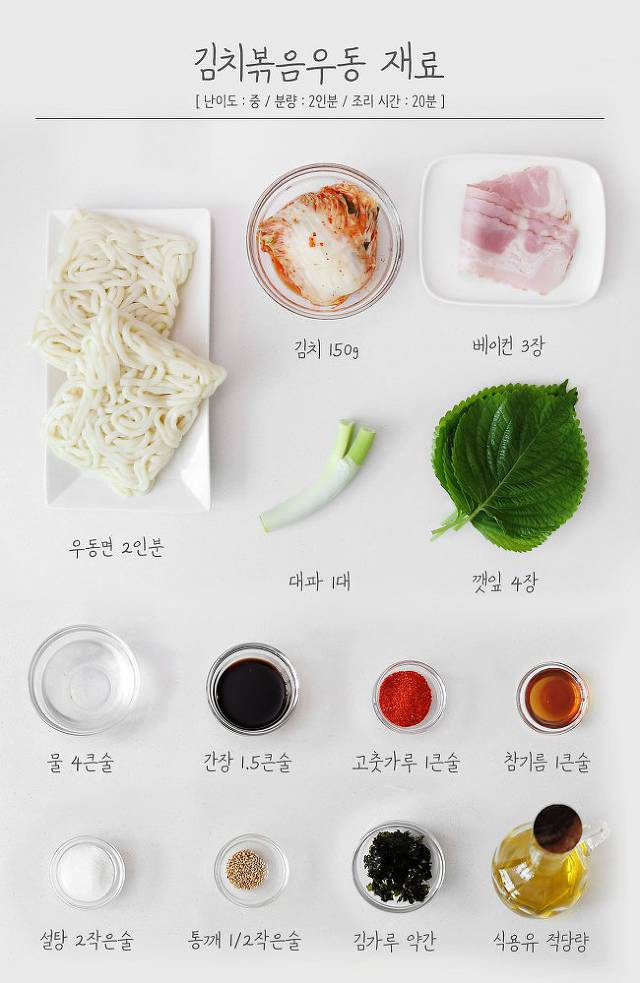 김치볶음우동 재료
[ 난이도 : 중 / 분량 : 2인분 / 조리 시간 : 20분 ]
김치 150g
베이컨 3장
우동면 2인분
대파 1대
깻잎 4장
물 4큰술
간장 1.5큰술
고춧가루 1큰술
참기름 1큰술
설탕 2작은술
통깨 1/2작은술
김가루 약간
식용유 적당량